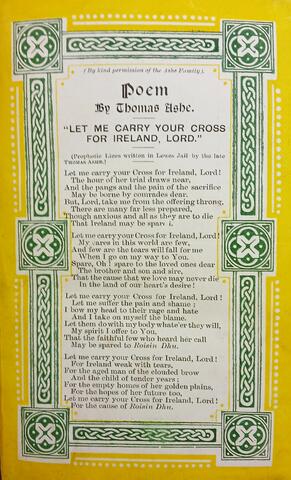 (By kind permission of the Ashe Family).
Poem
By Thomas Ashe.
"LET ME CARRY YOUR CROSS
FOR IRELAND, LORD."
(Prophetic Lines written in Lewes Jail by the late
THOMAS ASHE.)
Let me carry your Cross for Ireland, Lord!
The hour of her trial draws near,
And the pangs and the pain of the sacrifice
May be borne by comrades dear.
But, Lord, take me from the offering throng,
There are many far less prepared,
Though anxious and all as they are to die
That Ireland may be spared.
Let me carry your Cross for Ireland, Lord!
My cares in this world are few,
And few are the tears will fall for me
When I go on my way to You.
Spare, Oh! spare to the loved ones dear
The brother and son and sire,
That the cause that we love may never die
In the land of our heart's desire!
Let me carry your Cross for Ireland, Lord!
Let me suffer the pain and shame;
I bow my head to their rage and hate
And I take on myself the blame.
Let them do with my body whate'er they will,
My spirit I offer to You,
That the faithful few who heard her call
May be spared to Roisin Dhu.
Let me carry your Cross for Ireland, Lord!
For Ireland weak with tears,
For the aged man of the clouded brow
And the child of tender years;
For the empty homes of her golden plains,
For the hopes of her future too,
Let me carry your Cross for Ireland, Lord!
For the cause of Roisin Dhu.